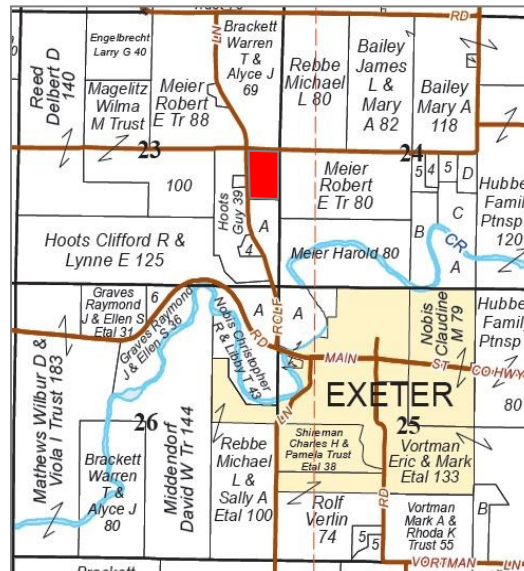 RD
LN
Brackett
Warren
T &
Alyce J
69
Engelbrecht
Larry G 40
Reed
Delbert D
140
Magelitz
Wilma
M Trust
Meier
Robert
E Tr 88
Rebbe
Michael
L 80
Bailey
James
L &
Mary
A 82
Bailey
Mary A
118
23
24
100
Hoots
Guy 39
Meier
Robert
E Tr 80
5
4
5
D
Hubbe
Famil
Ptnsp
120
C
B
A
CR
A
4
Hoots Clifford R &
Lynne E 125
Meier Harold 80
Graves
Raymond
J & Ellen S
Etal 31
6
Graves Raymond
J & Ellen S 36
Nobis Christopher
R & Libby T 43
A
A
ROLF
RD
LN
Nobis
Claudine
M 79
Hubbe
Family
Ptnsp
80
MAIN
ST
CO HWY
EXETER
25
26
Mathews Wilbur D &
Viola I Trust 183
Brackett
Warren
T &
Alyce J
80
Middendorf
David W Tr 144
Rebbe
Michael
L &
Sally A
Etal 100
Shireman
Charles H &
Pamela Trust
Etal 38
RD
Vortman
Eric & Mark
Etal 133
Rolf
Verlin
74
5
5
Vortman
Mark A &
Rhoda K
Trust 55
B
VORTMAN
LN